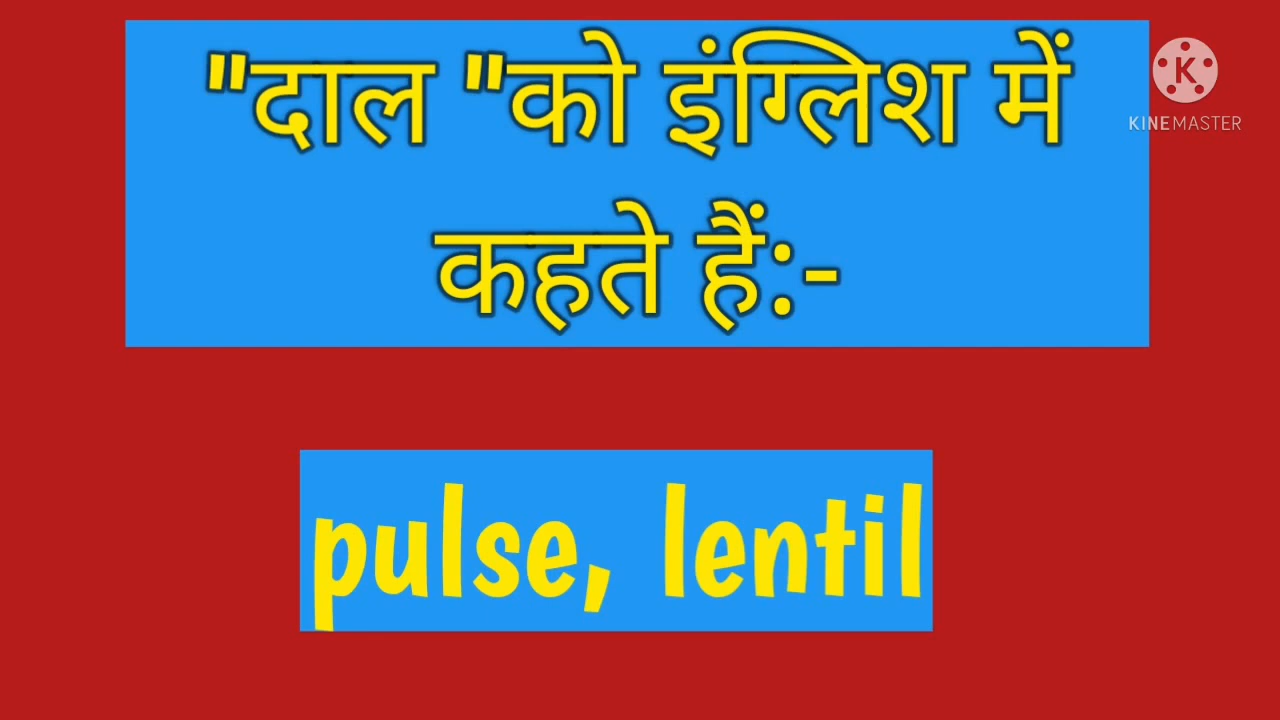 "दाल "को इंग्लिश में
कहते हैं:-
KINEMASTER
pulse, lentil